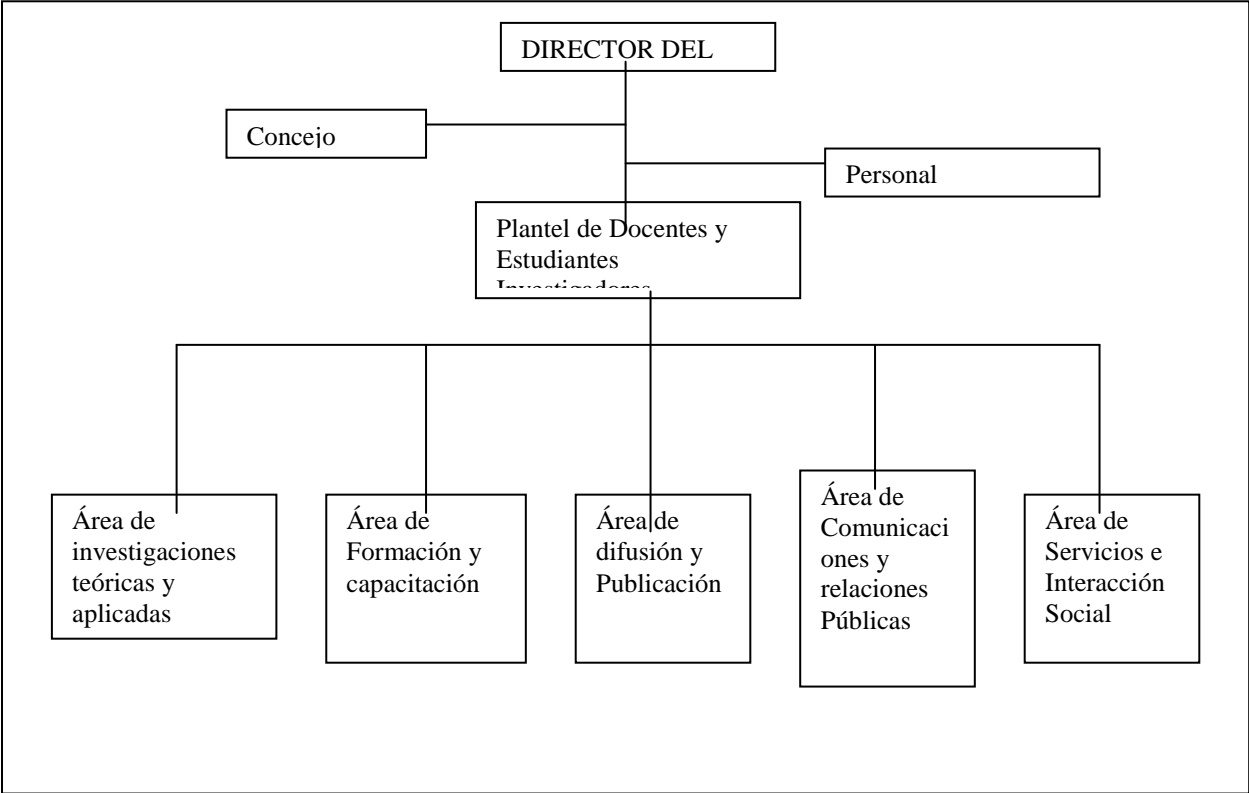 DIRECTOR DEL
Concejo
Personal
Plantel de Docentes y
Estudiantes
Investigadores
Área de
investigaciones
teóricas y
aplicadas
Área de
Formación y
capacitación
Área de
difusión y
Publicación
Área de
Comunicaci
ones y
relaciones
Públicas
Área de
Servicios e
Interacción
Social